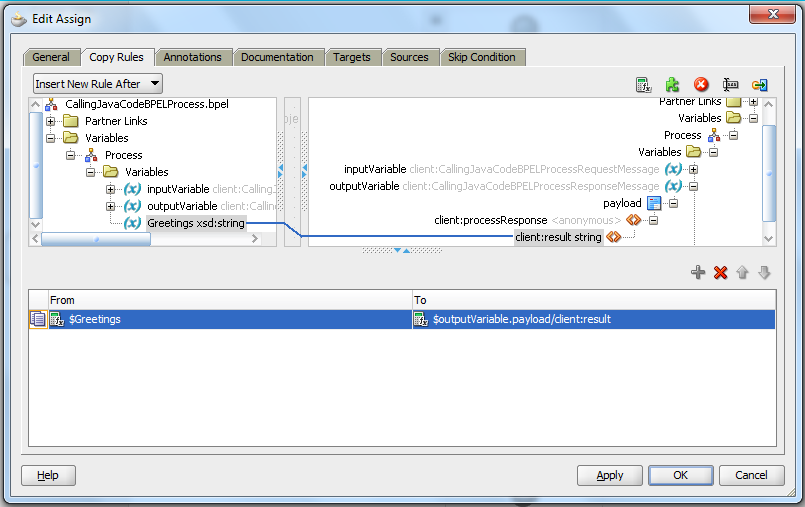 Edit Assign
General Copy Rules Annotations Documentation Targets Sources Skip Condition
Insert New Rule After
CallingJavaCodeBPELProcess.bpel
Partner Links
Variables
Process
Variables
inputVariable client:CallingJ
outputVariable client:Calling
Greetings xsd:string
Partner Links
Variables
Process
Variables
inputVariable client:CallingJavaCodeBPELProcessRequestMessage
outputVariable client:CallingJavaCodeBPELProcessResponseMessage
payload
client:processResponse <anonymous>
client:result string
From To
$Greetings $outputVariable.payload/client:result
Help Apply OK Cancel